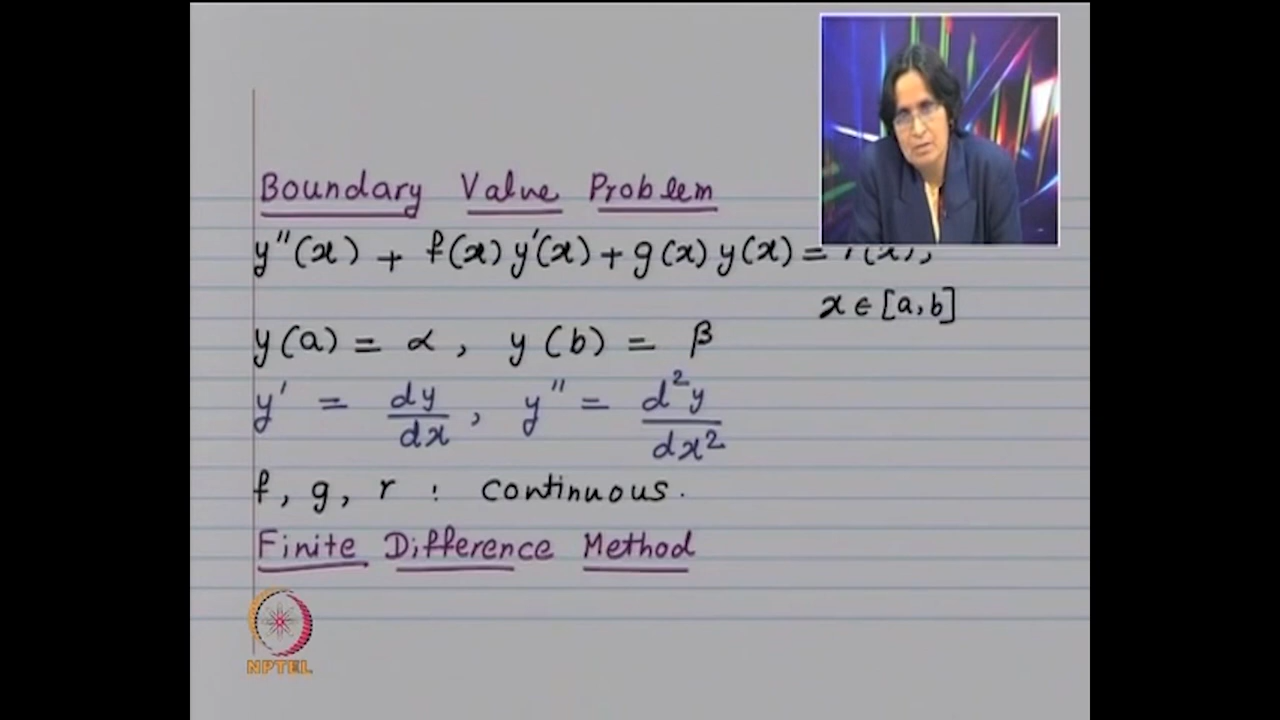 Boundary Value Problem
y''(x) + f(x) y'(x) + g(x) y(x) = r(x),
x ∈ [a, b]
y(a) = α, y(b) = β
y' = dy/dx, y'' = d²y/dx²
f, g, r : continuous.
Finite Difference Method
NPTEL